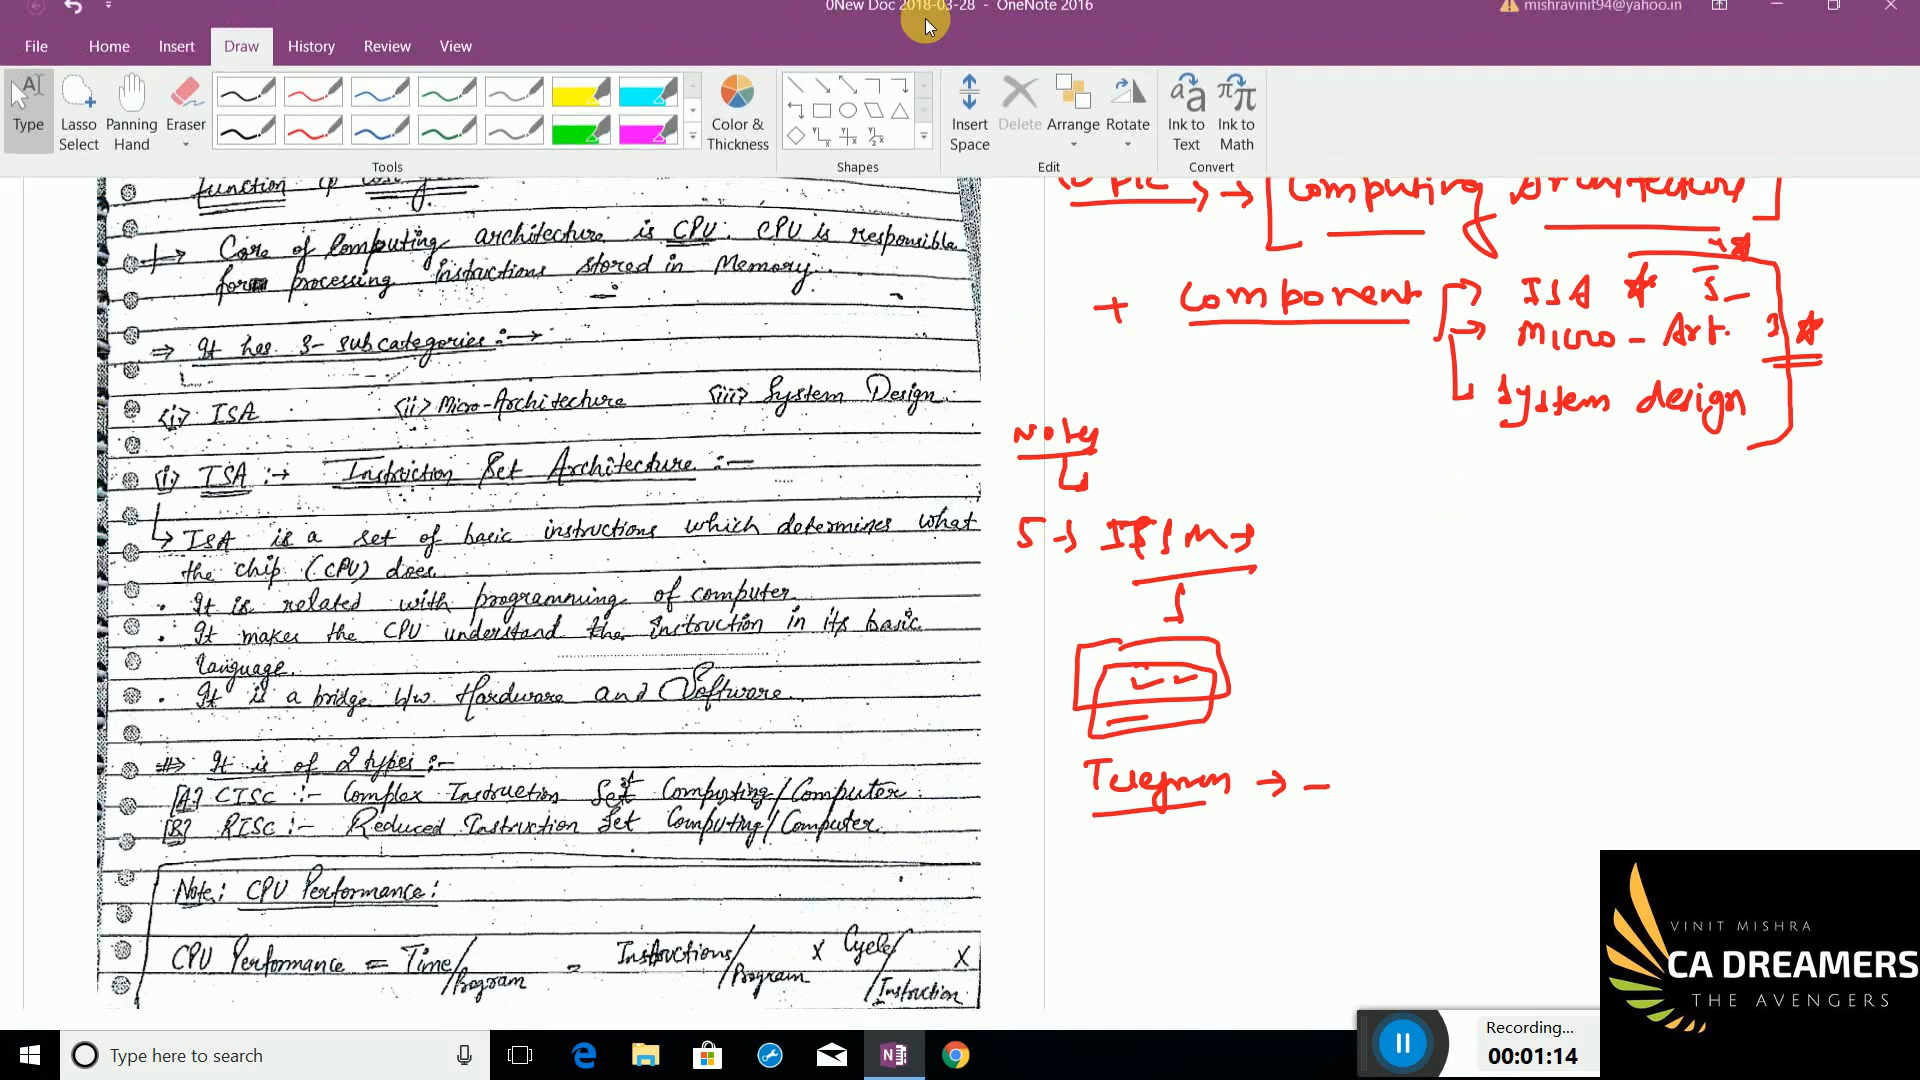 0New Doc 2018-03-28 - OneNote 2016
mishravinit94@yahoo.in
File Home Insert Draw History Review View
Type
Lasso Select
Panning Hand
Eraser
Color & Thickness
Insert Space
Delete
Arrange
Rotate
Ink to Text
Ink to Math
Tools
Shapes
Edit
Convert
function
Core of Computing architecture is CPU. CPU is responsible
for processing instructions stored in Memory.
⇒ It has 3- subcategories :→
(i) ISA (ii) Micro-Architecture (iii) System Design.
(i) ISA :→ Instruction Set Architecture :—
ISA is a set of basic instructions which determines what
the chip (CPU) does.
• It is related with programming of computer.
• It makes the CPU understand the instruction in its basic
language.
• It is a bridge b/w. Hardware and Software.
It is of 2 types :-
[A] CISC :- Complex Instruction Set Computing/Computer.
[B] RISC :- Reduced Instruction Set Computing/Computer.
Note: CPU Performance:
CPU Performance = Time/Program = Instructions/Program X Cycle/Instruction X
Topic → [Computing Architecture]
+ Component
ISA
Micro - Art.
System design
Notes
Telegram → –
VINIT MISHRA
CA DREAMERS
THE AVENGERS
Type here to search
Recording...
00:01:14